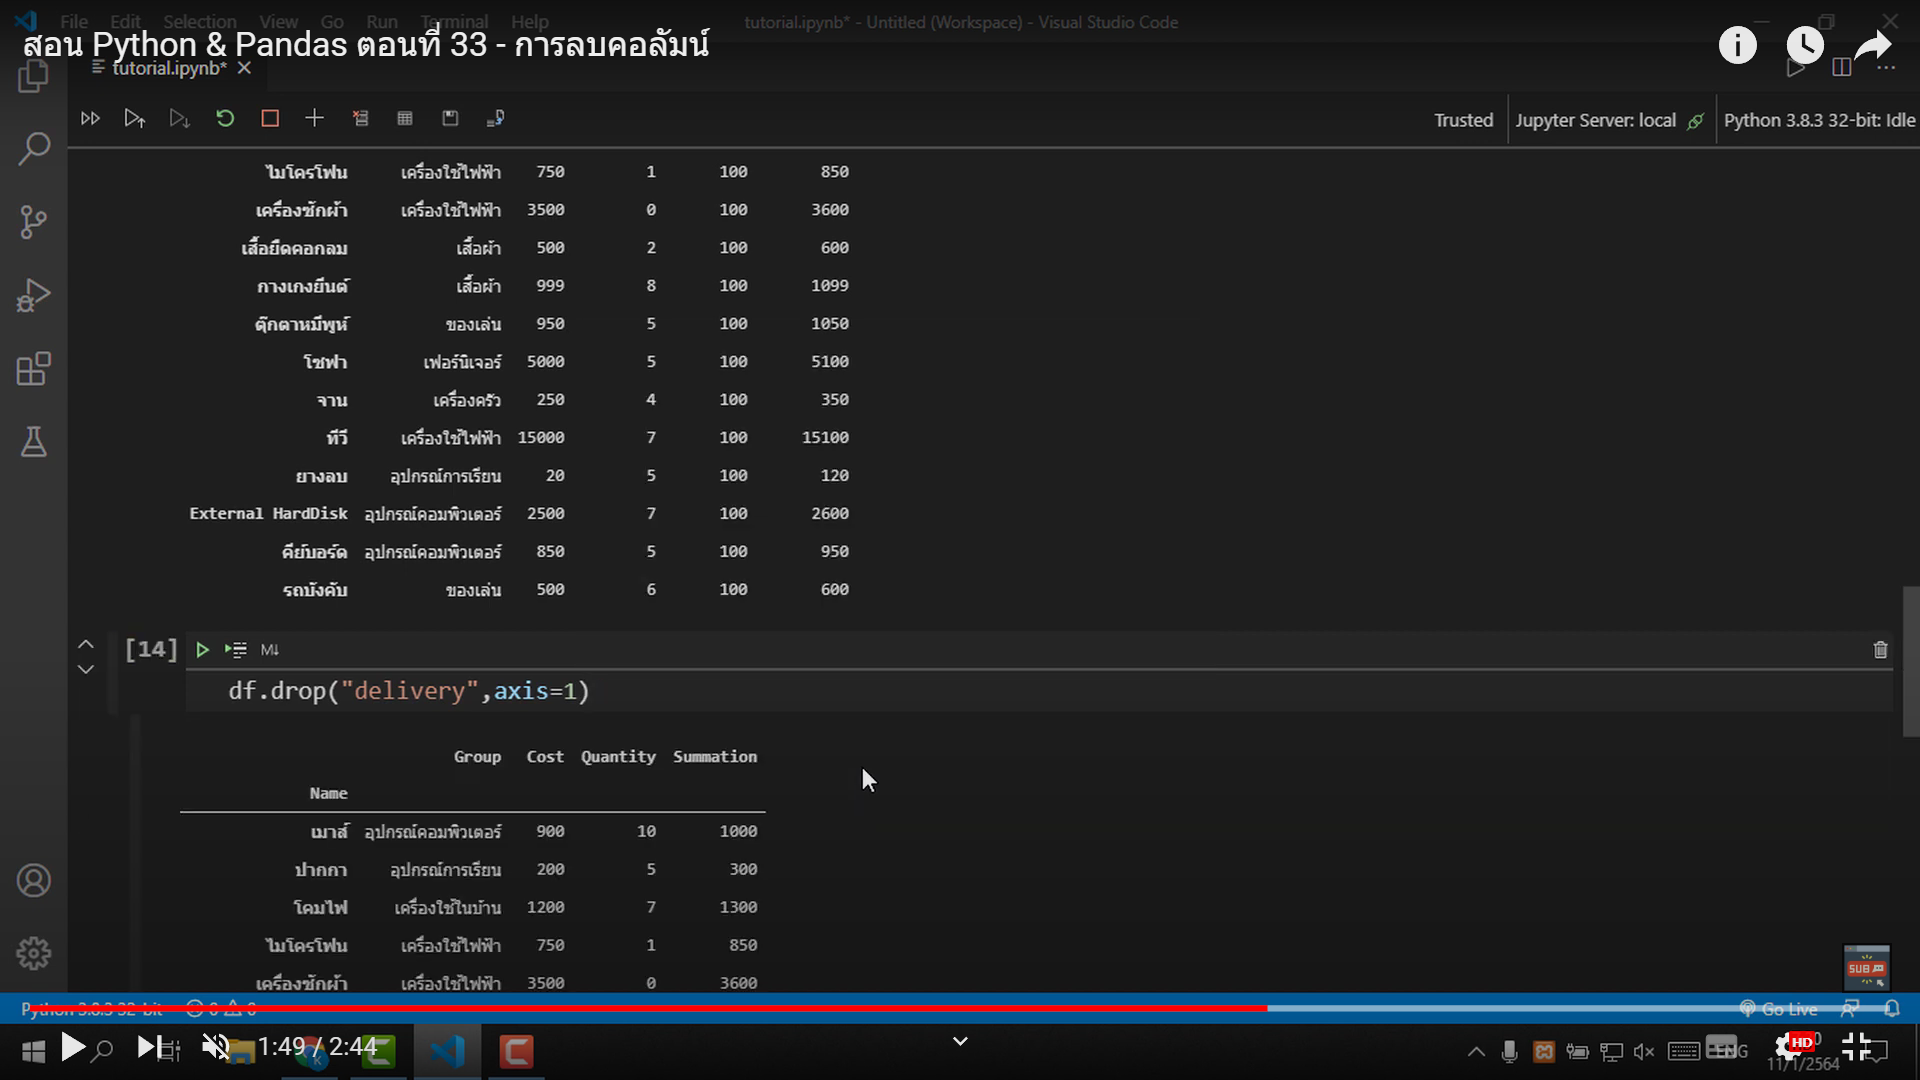 File Edit Selection View Go Run Terminal Help tutorial.ipynb* - Untitled (Workspace) - Visual Studio Code
สอน Python & Pandas ตอนที่ 33 - การลบคอลัมน์
tutorial.ipynb*
Trusted Jupyter Server: local Python 3.8.3 32-bit: Idle
ไมโครโฟน เครื่องใช้ไฟฟ้า 750 1 100 850
เครื่องซักผ้า เครื่องใช้ไฟฟ้า 3500 0 100 3600
เสื้อยืดคอกลม เสื้อผ้า 500 2 100 600
กางเกงยีนต์ เสื้อผ้า 999 8 100 1099
ตุ๊กตาหมีพูห์ ของเล่น 950 5 100 1050
โซฟา เฟอร์นิเจอร์ 5000 5 100 5100
จาน เครื่องครัว 250 4 100 350
ทีวี เครื่องใช้ไฟฟ้า 15000 7 100 15100
ยางลบ อุปกรณ์การเรียน 20 5 100 120
External HardDisk อุปกรณ์คอมพิวเตอร์ 2500 7 100 2600
คีย์บอร์ด อุปกรณ์คอมพิวเตอร์ 850 5 100 950
รถบังคับ ของเล่น 500 6 100 600
[14] M↓
df.drop("delivery",axis=1)
Group Cost Quantity Summation
Name
เมาส์ อุปกรณ์คอมพิวเตอร์ 900 10 1000
ปากกา อุปกรณ์การเรียน 200 5 300
โคมไฟ เครื่องใช้ในบ้าน 1200 7 1300
ไมโครโฟน เครื่องใช้ไฟฟ้า 750 1 850
เครื่องซักผ้า เครื่องใช้ไฟฟ้า 3500 0 3600
SUB
Python 3.8.3 32-bit 0 0 Go Live
1:49 / 2:44 ENG HD
11/1/2564